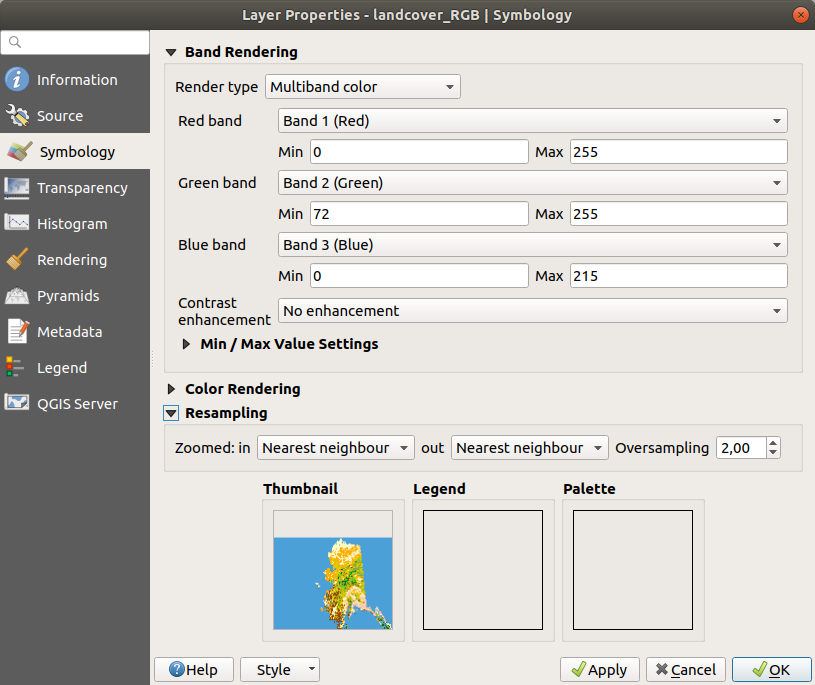 Layer Properties - landcover_RGB | Symbology
Information
Source
Symbology
Transparency
Histogram
Rendering
Pyramids
Metadata
Legend
QGIS Server
Band Rendering
Render type Multiband color
Red band Band 1 (Red)
Min 0 Max 255
Green band Band 2 (Green)
Min 72 Max 255
Blue band Band 3 (Blue)
Min 0 Max 215
Contrast
enhancement No enhancement
Min / Max Value Settings
Color Rendering
Resampling
Zoomed: in Nearest neighbour out Nearest neighbour Oversampling 2,00
Thumbnail Legend Palette
Help Style Apply Cancel OK